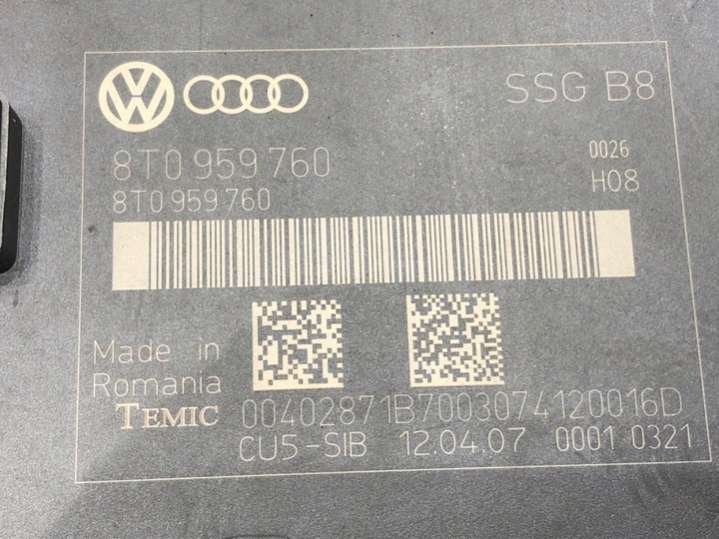 SSG B8
8T0 959 760
0026
8T0 959 760
H08
Made in
Romania
TEMIC 00402871B7003074120016D
CU5-SIB 12.04.07 0001 0321